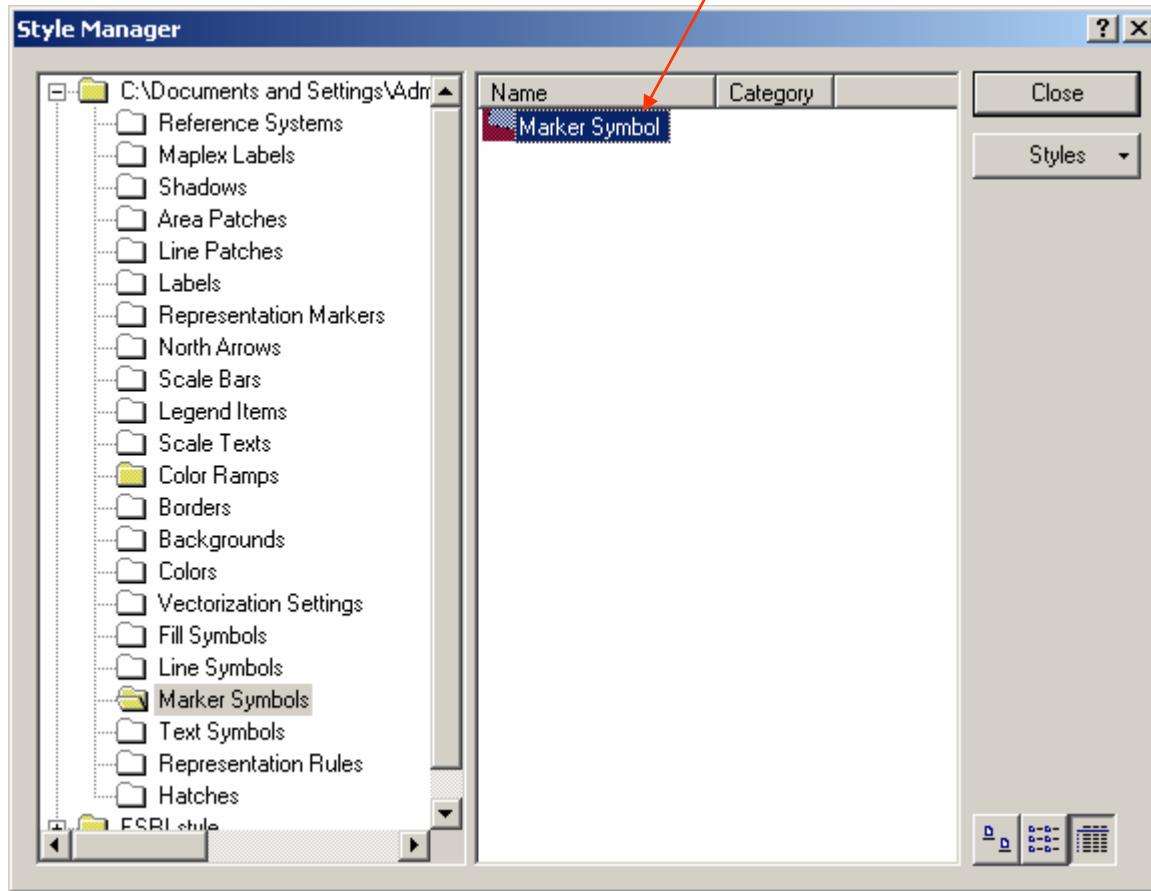 Style Manager
C:\Documents and Settings\Adm
Reference Systems
Maplex Labels
Shadows
Area Patches
Line Patches
Labels
Representation Markers
North Arrows
Scale Bars
Legend Items
Scale Texts
Color Ramps
Borders
Backgrounds
Colors
Vectorization Settings
Fill Symbols
Line Symbols
Marker Symbols
Text Symbols
Representation Rules
Hatches
ESRI.style
Name Category
Marker Symbol
Close
Styles